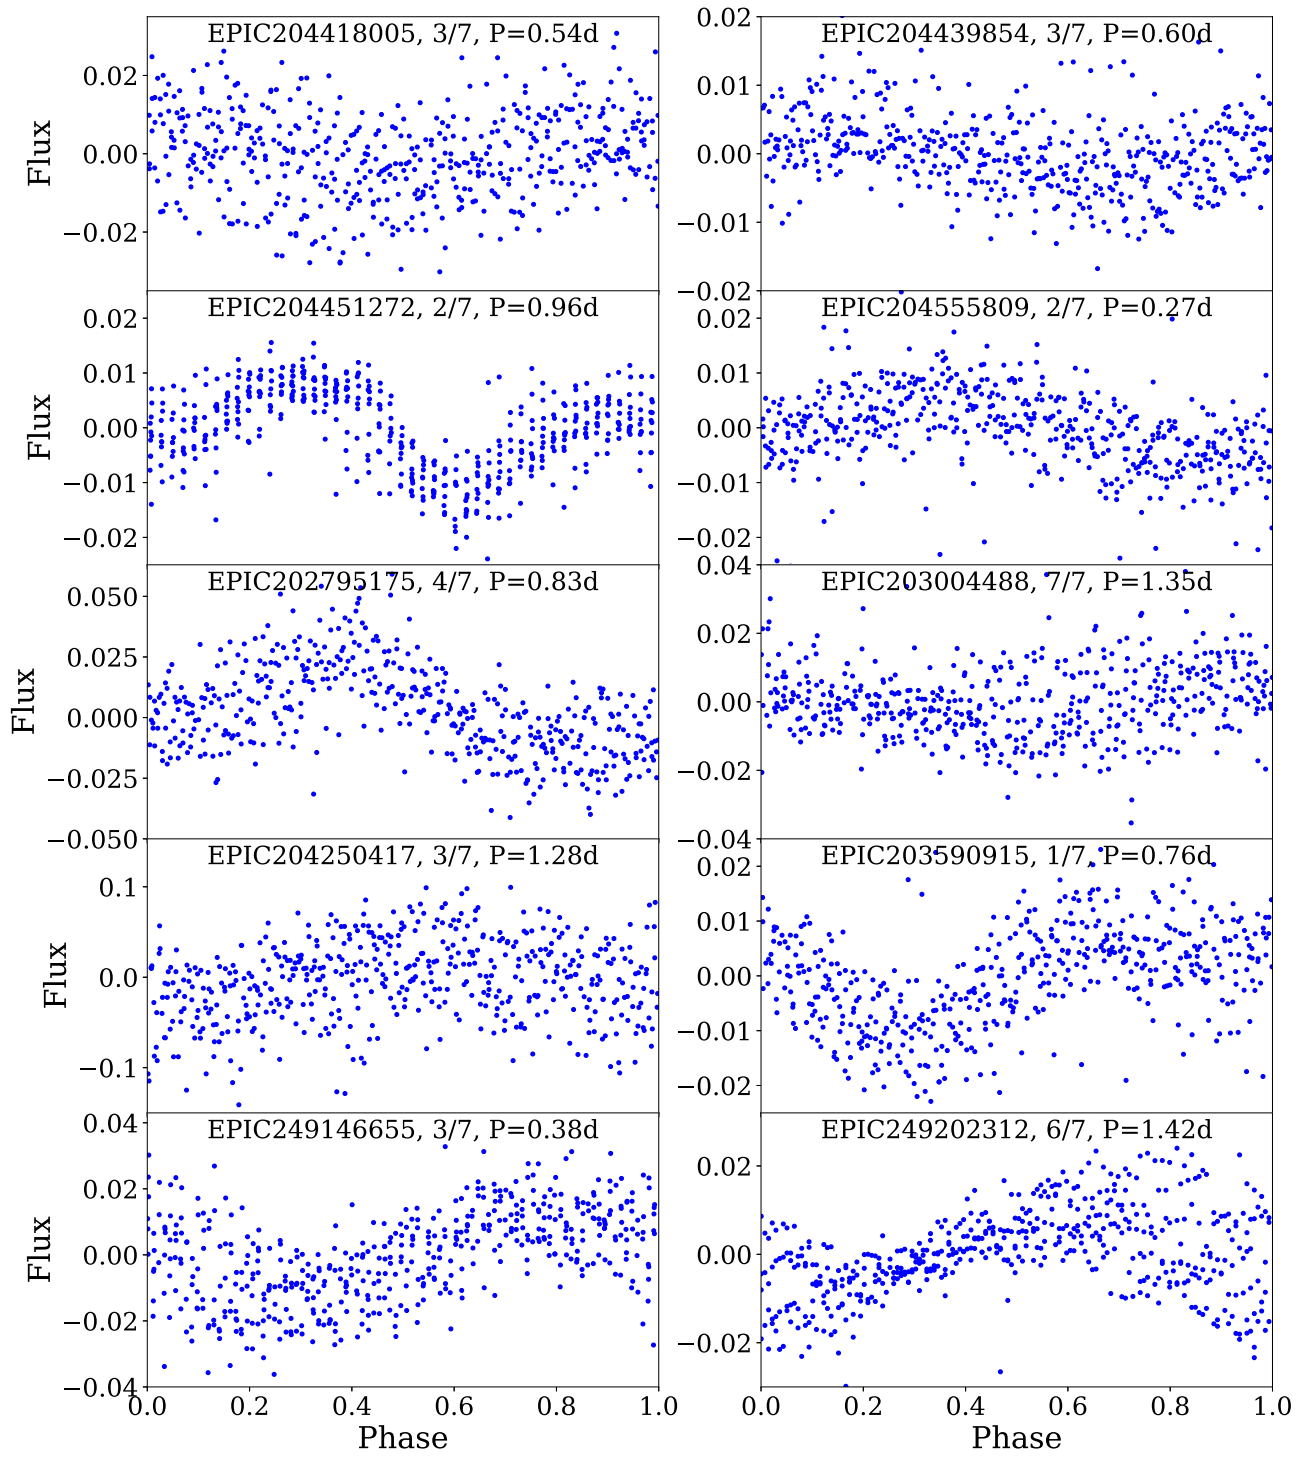 EPIC204418005, 3/7, P=0.54d
0.02
0.00
−0.02
Flux
EPIC204439854, 3/7, P=0.60d
0.02
0.01
0.00
−0.01
−0.02
EPIC204451272, 2/7, P=0.96d
0.02
0.01
0.00
−0.01
−0.02
Flux
EPIC204555809, 2/7, P=0.27d
0.02
0.01
0.00
−0.01
−0.02
EPIC202795175, 4/7, P=0.83d
0.050
0.025
0.000
−0.025
−0.050
Flux
EPIC203004488, 7/7, P=1.35d
0.04
0.02
0.00
−0.02
−0.04
EPIC204250417, 3/7, P=1.28d
0.1
0.0
−0.1
Flux
EPIC203590915, 1/7, P=0.76d
0.02
0.01
0.00
−0.01
−0.02
EPIC249146655, 3/7, P=0.38d
0.04
0.02
0.00
−0.02
−0.04
Flux
0.0 0.2 0.4 0.6 0.8 1.0
Phase
EPIC249202312, 6/7, P=1.42d
0.02
0.00
−0.02
0.0 0.2 0.4 0.6 0.8 1.0
Phase